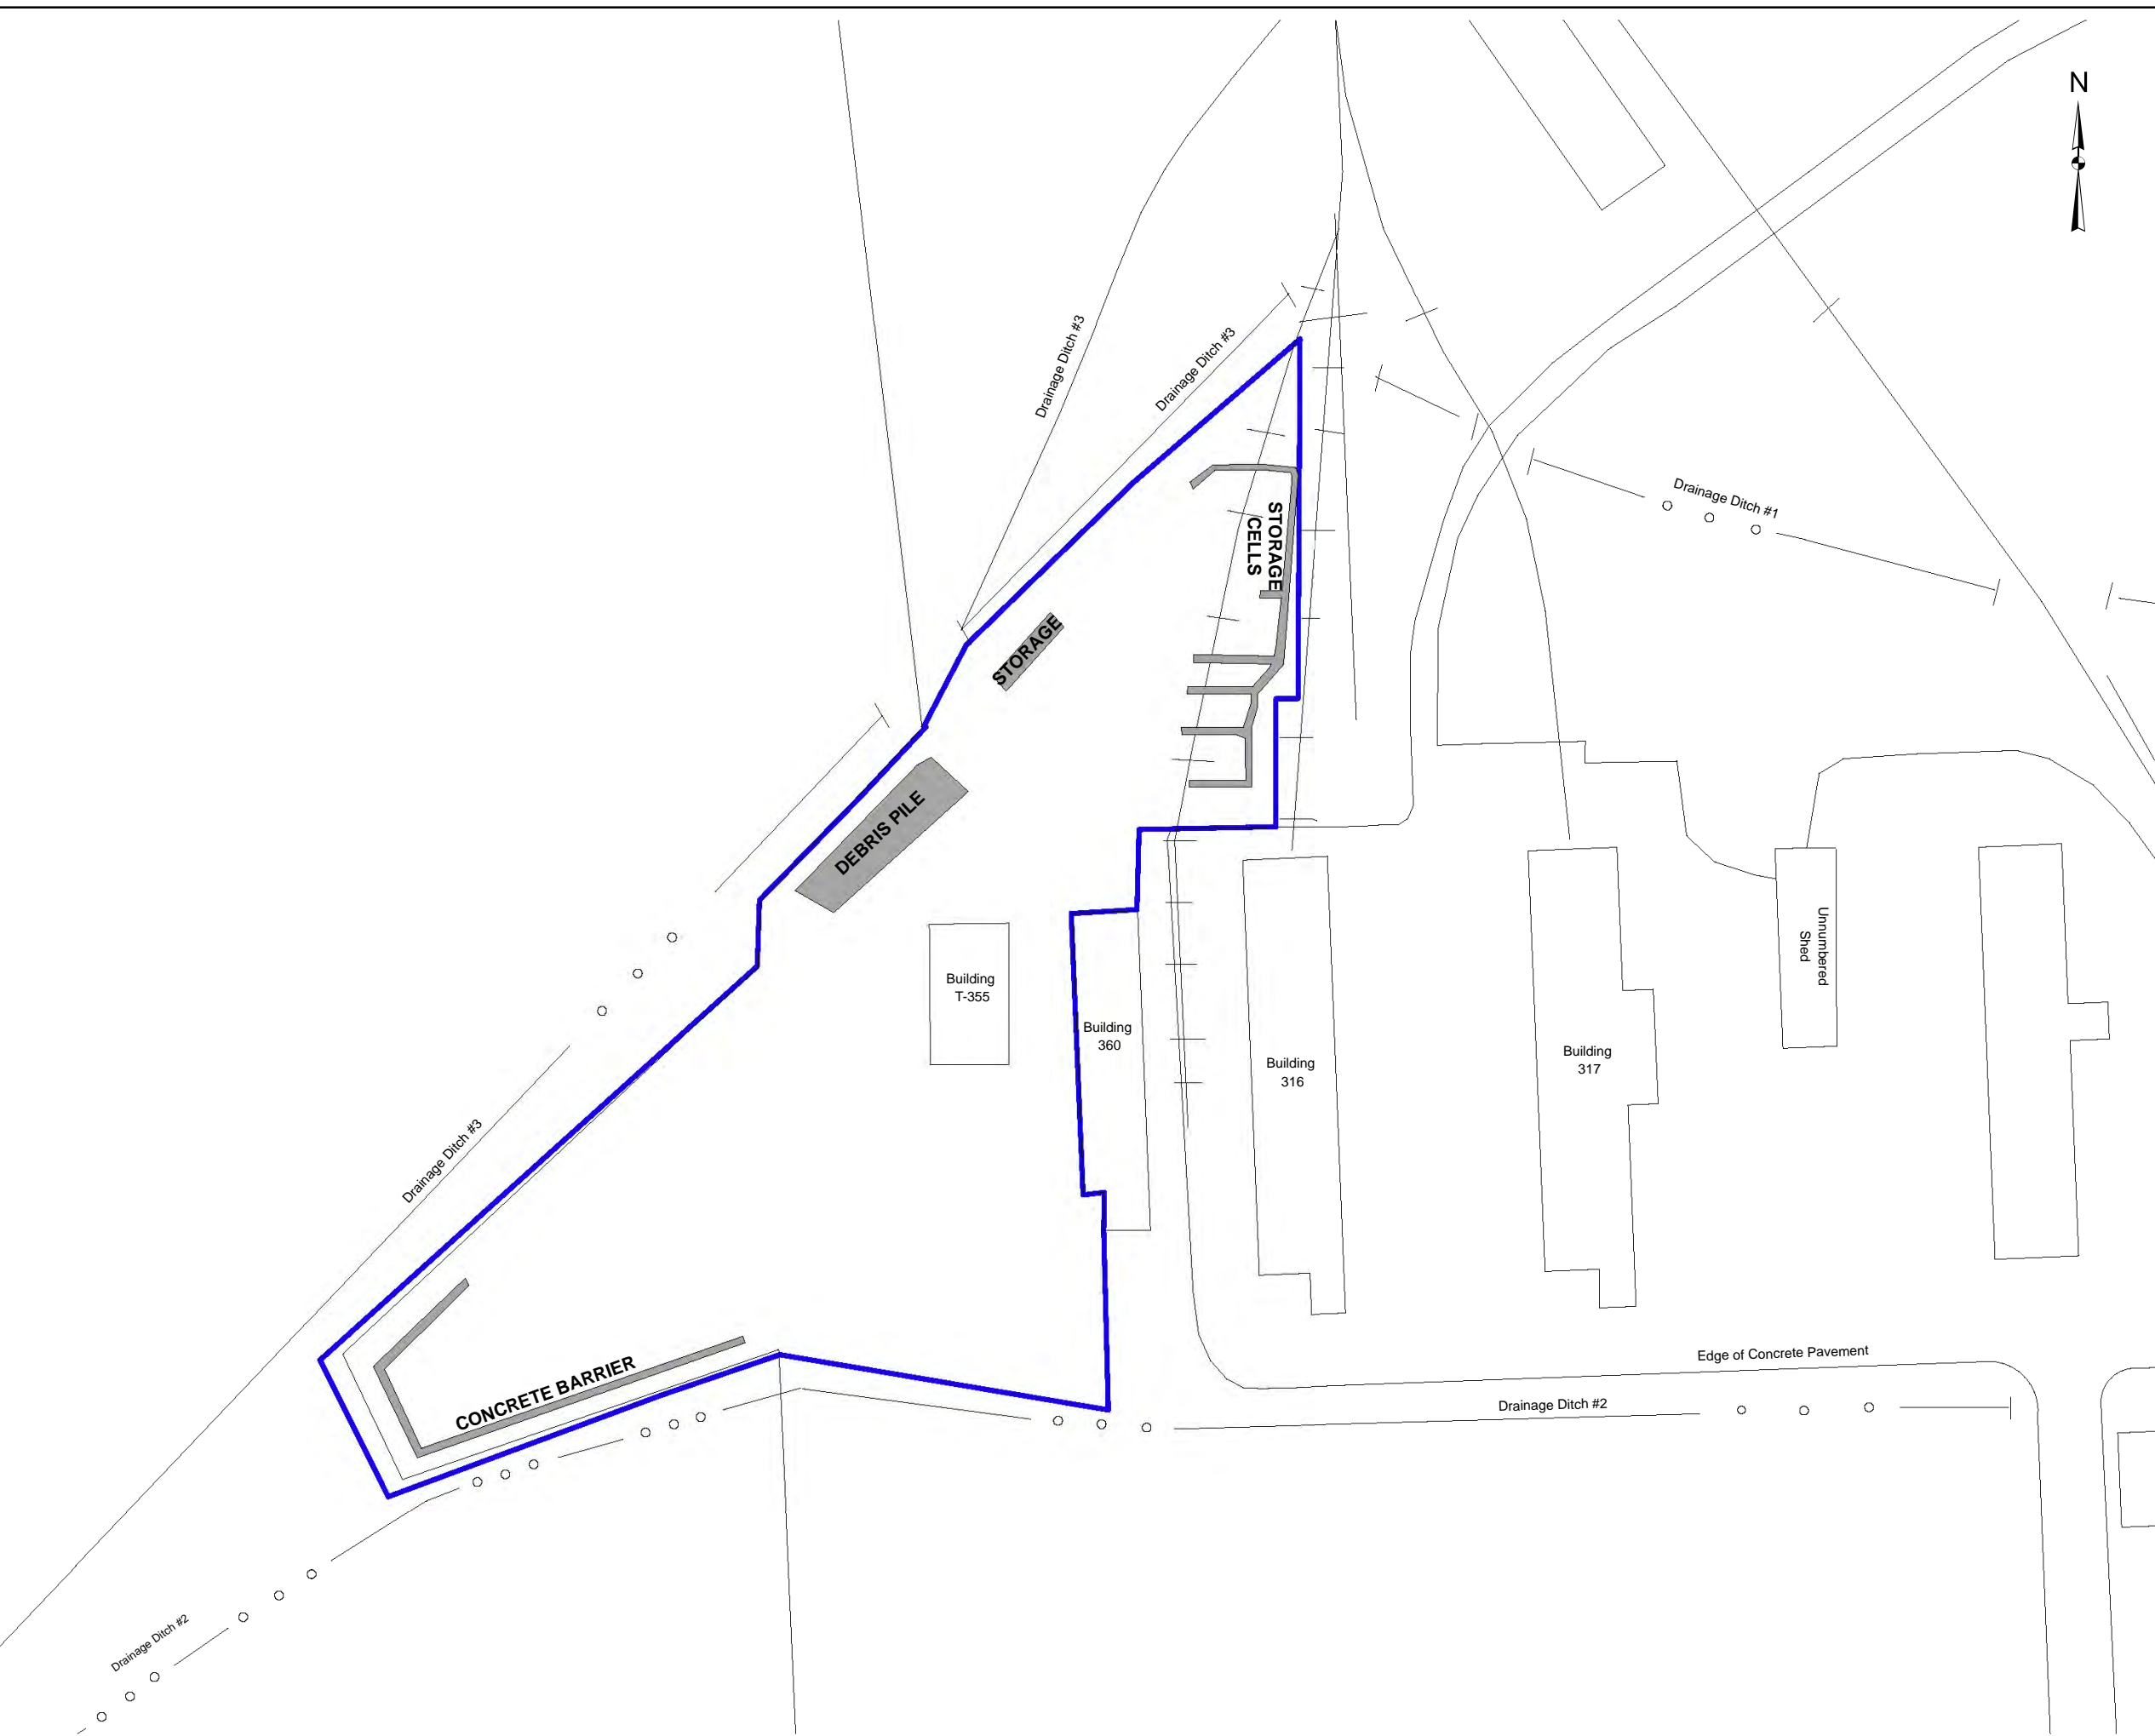 N
Drainage Ditch #3
Drainage Ditch #3
Drainage Ditch #1
STORAGE
CELLS
STORAGE
DEBRIS PILE
Building
T-355
Unnumbered
Shed
Building
360
Building
316
Building
317
Drainage Ditch #3
CONCRETE BARRIER
Edge of Concrete Pavement
Drainage Ditch #2
Drainage Ditch #2